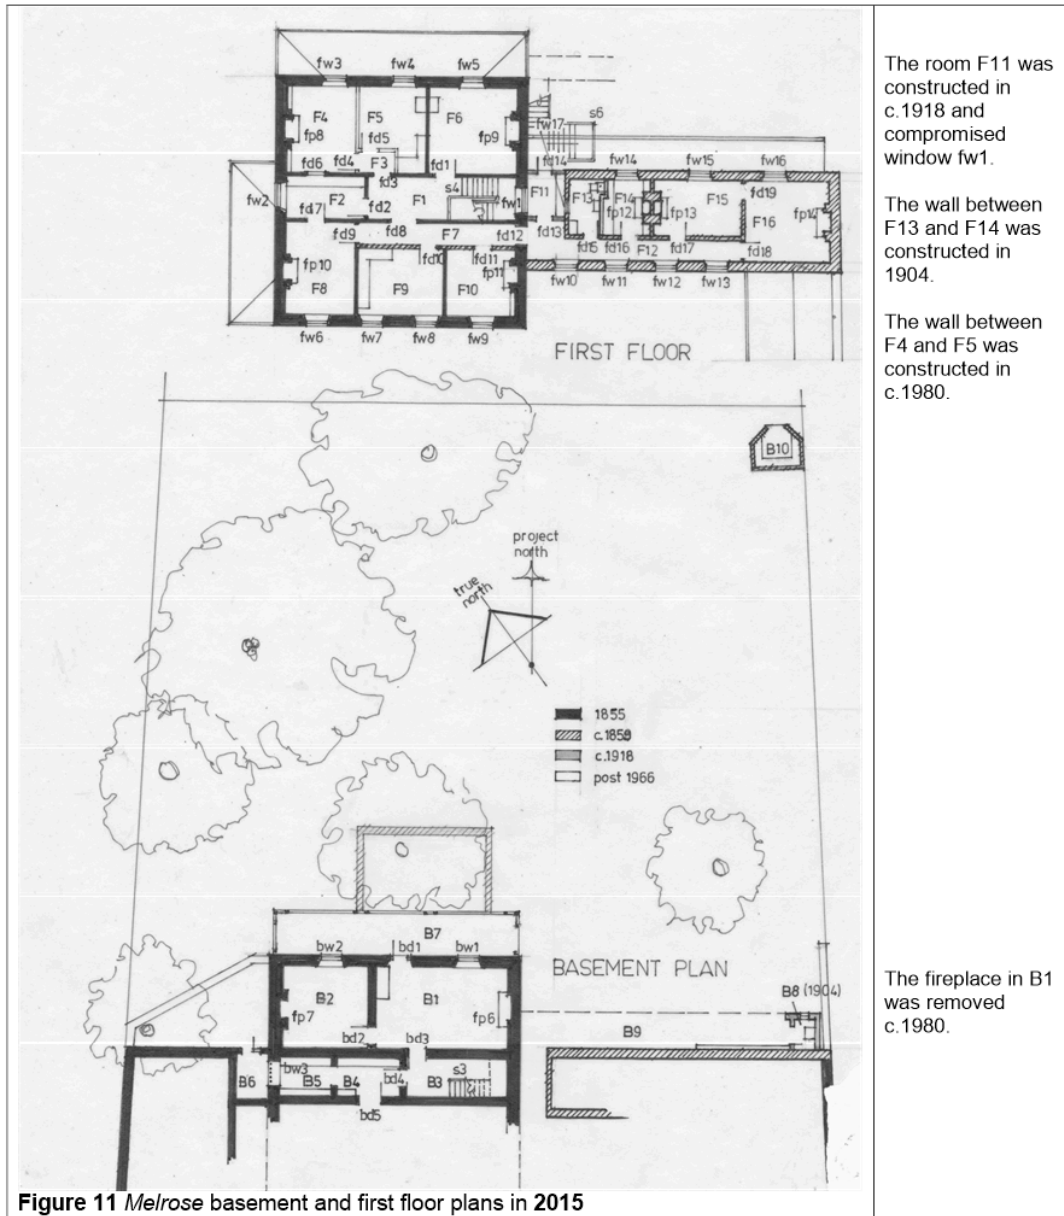 fw3 fw4 fw5
F4 F5 F6
fp8 fd5 fp9
fd6 fd4 F3 fd1
fd3
fw17 s6
fd14 fw14 fw15 fw16
fw2 F2 F1 s4 fw1 F11 F13 F14 F15 fd19
fd7 fd2 fp12 fp13 F16 fp14
fd9 fd8 F7 fd12 fd13
fd15 fd16 F12 fd17 fd18
fp10 fd10 fd11
fp11
F8 F9 F10 fw10 fw11 fw12 fw13
fw6 fw7 fw8 fw9
FIRST FLOOR
B10
project
north
true
north
1855
c.1859
c.1918
post 1966
B7
bw2 bd1 bw1
BASEMENT PLAN
B2 B1
fp7 fp6
B8 (1904)
bd2 bd3 B9
bw3 s3
B6 B5 B4 bd4 B3
bd5
Figure 11 Melrose basement and first floor plans in 2015
The room F11 was
constructed in
c.1918 and
compromised
window fw1.
The wall between
F13 and F14 was
constructed in
1904.
The wall between
F4 and F5 was
constructed in
c.1980.
The fireplace in B1
was removed
c.1980.